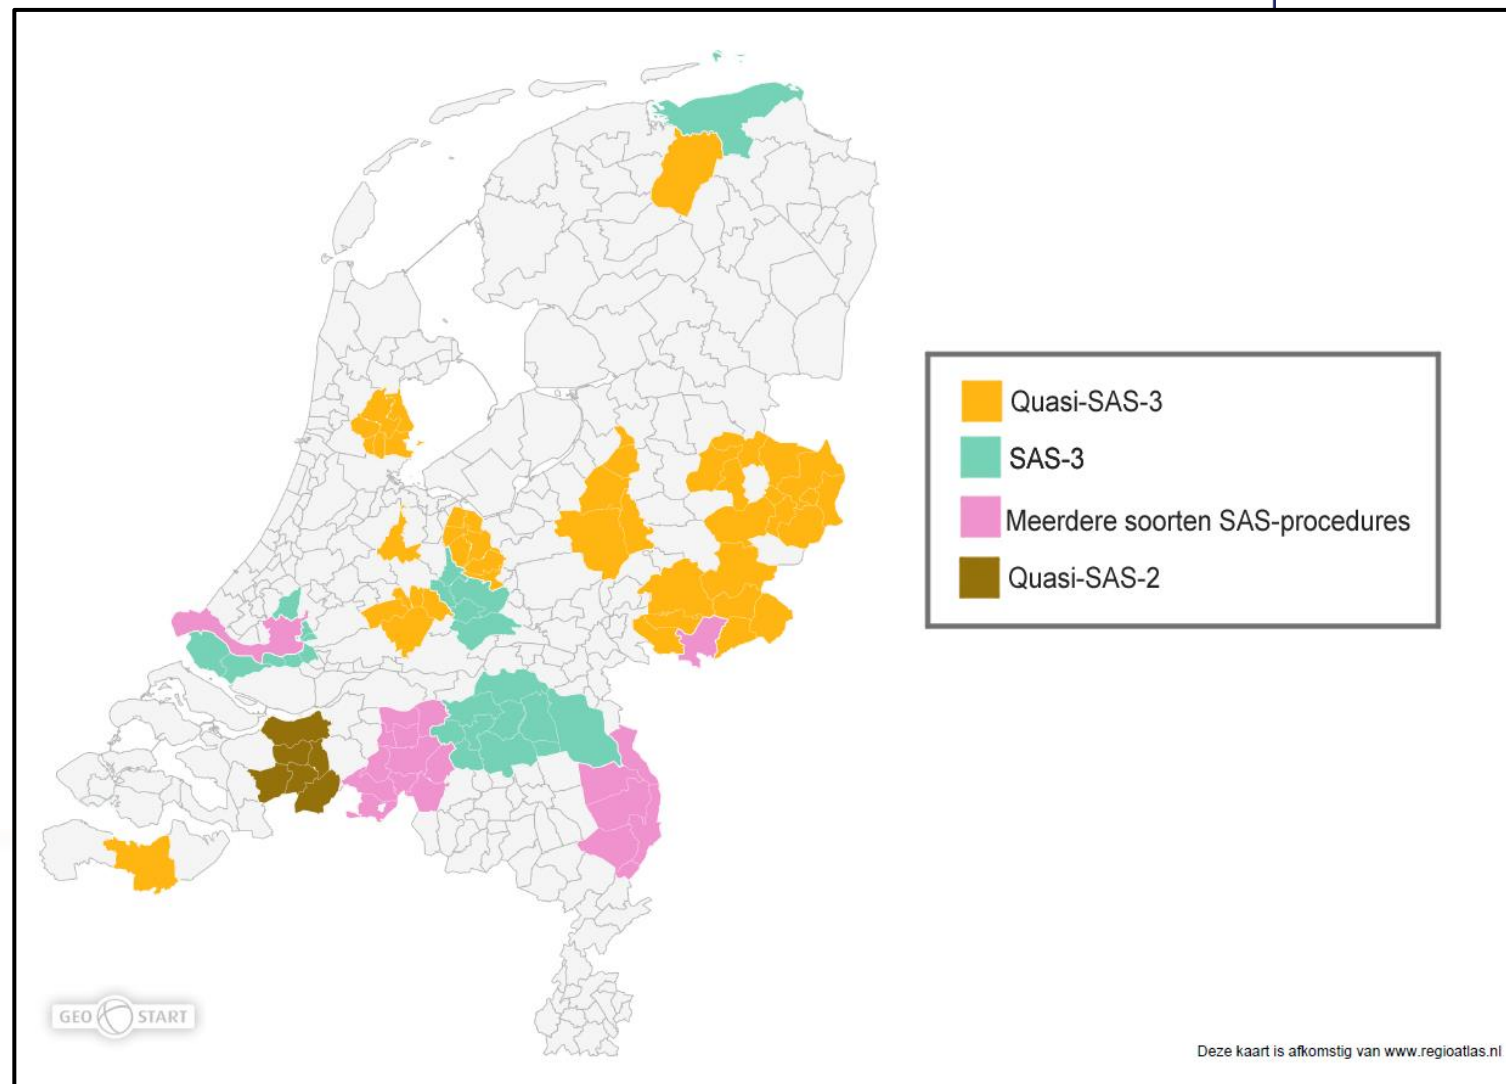 Quasi-SAS-3
SAS-3
Meerdere soorten SAS-procedures
Quasi-SAS-2
GEO START
Deze kaart is afkomstig van www.regioatlas.nl